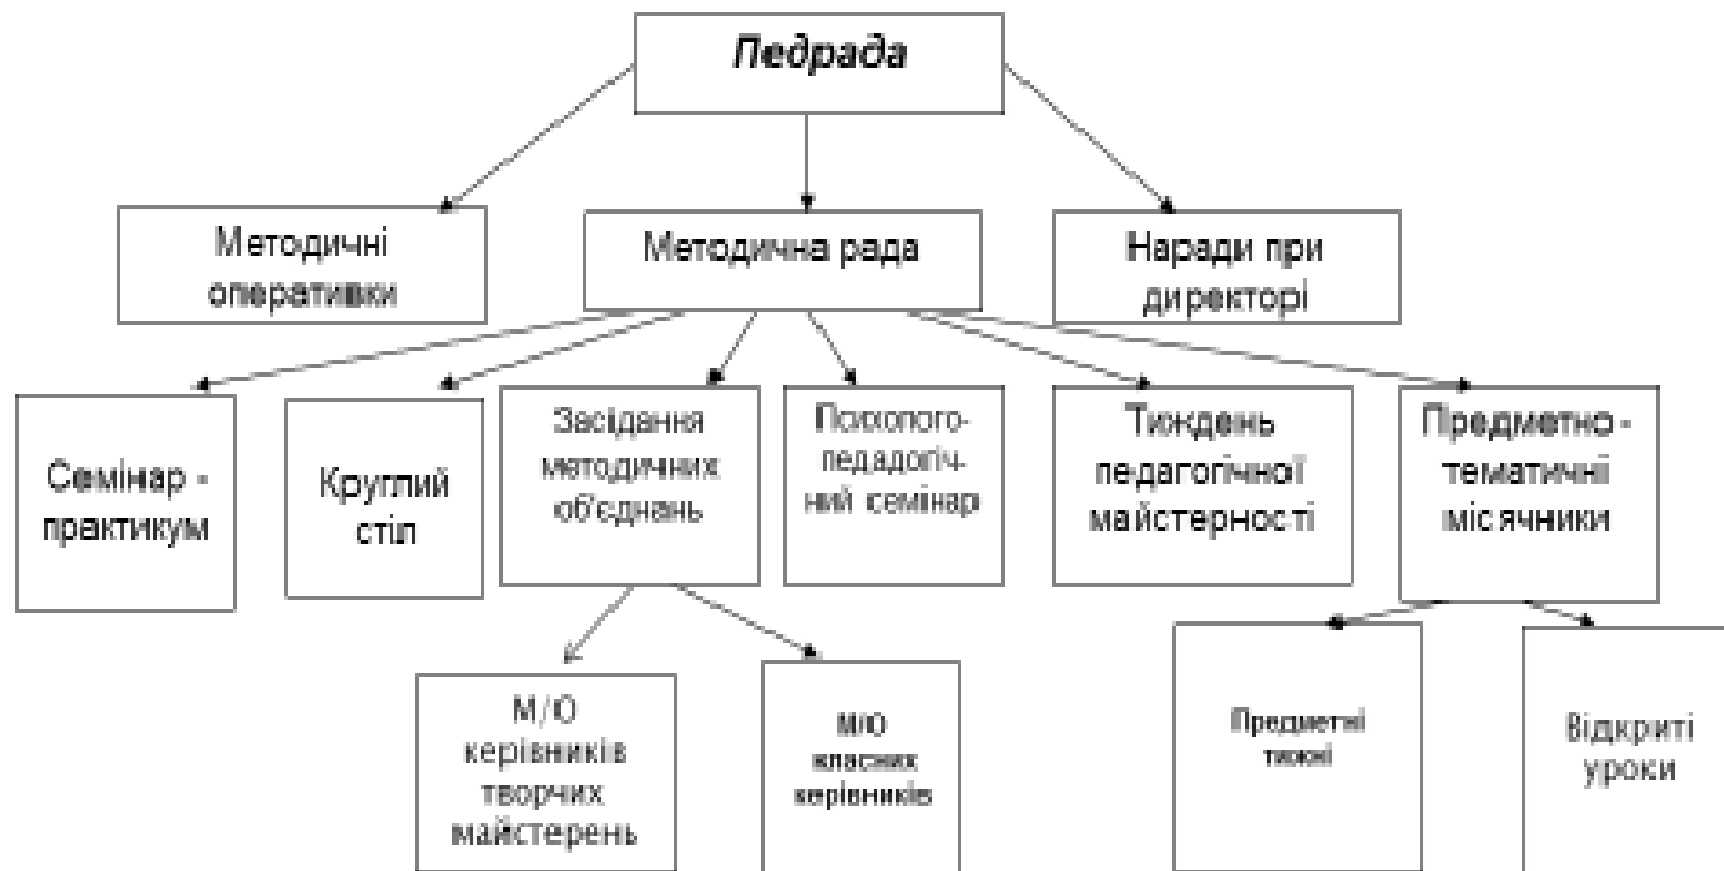 Педрада
Методичні
оперативки
Методична рада
Наради при
директорі
Семінар -
практикум
Круглий
стіл
Засідання
методичних
об'єднань
Психолого-
педадогіч-
ний семінар
Тиждень
педагогічної
майстерності
Предметно -
тематичні
місячники
М/О
керівників
творчих
майстерень
М/О
класних
керівників
Предметні
тижні
Відкриті
уроки